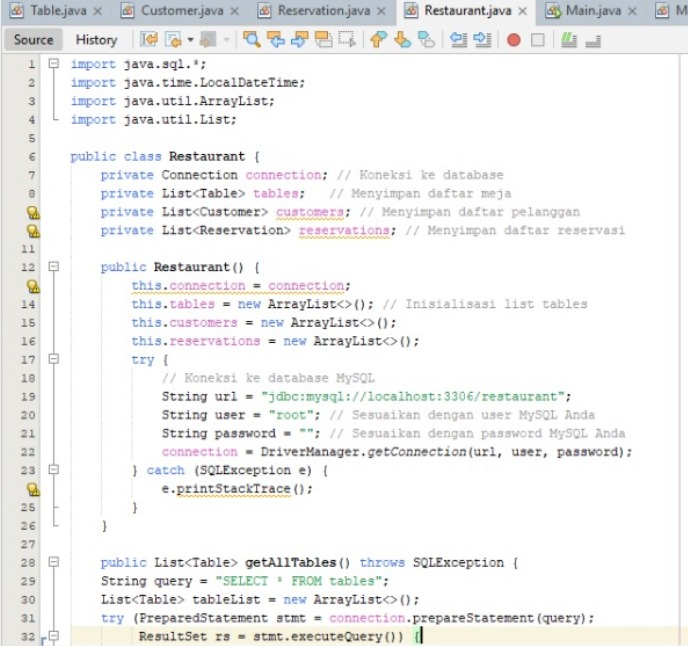 Table.java × Customer.java × Reservation.java × Restaurant.java × Main.java × M
Source History
1 import java.sql.*;
2 import java.time.LocalDateTime;
3 import java.util.ArrayList;
4 import java.util.List;
5
6 public class Restaurant {
7 private Connection connection; // Koneksi ke database
8 private List<Table> tables; // Menyimpan daftar meja
private List<Customer> customers; // Menyimpan daftar pelanggan
private List<Reservation> reservations; // Menyimpan daftar reservasi
11
12 public Restaurant() {
this.connection = connection;
14 this.tables = new ArrayList<>(); // Inisialisasi list tables
15 this.customers = new ArrayList<>();
16 this.reservations = new ArrayList<>();
17 try {
18 // Koneksi ke database MySQL
19 String url = "jdbc:mysql://localhost:3306/restaurant";
20 String user = "root"; // Sesuaikan dengan user MySQL Anda
21 String password = ""; // Sesuaikan dengan password MySQL Anda
22 connection = DriverManager.getConnection(url, user, password);
23 } catch (SQLException e) {
e.printStackTrace();
25 }
26 }
27
28 public List<Table> getAllTables() throws SQLException {
29 String query = "SELECT * FROM tables";
30 List<Table> tableList = new ArrayList<>();
31 try (PreparedStatement stmt = connection.prepareStatement(query);
32 ResultSet rs = stmt.executeQuery()) {